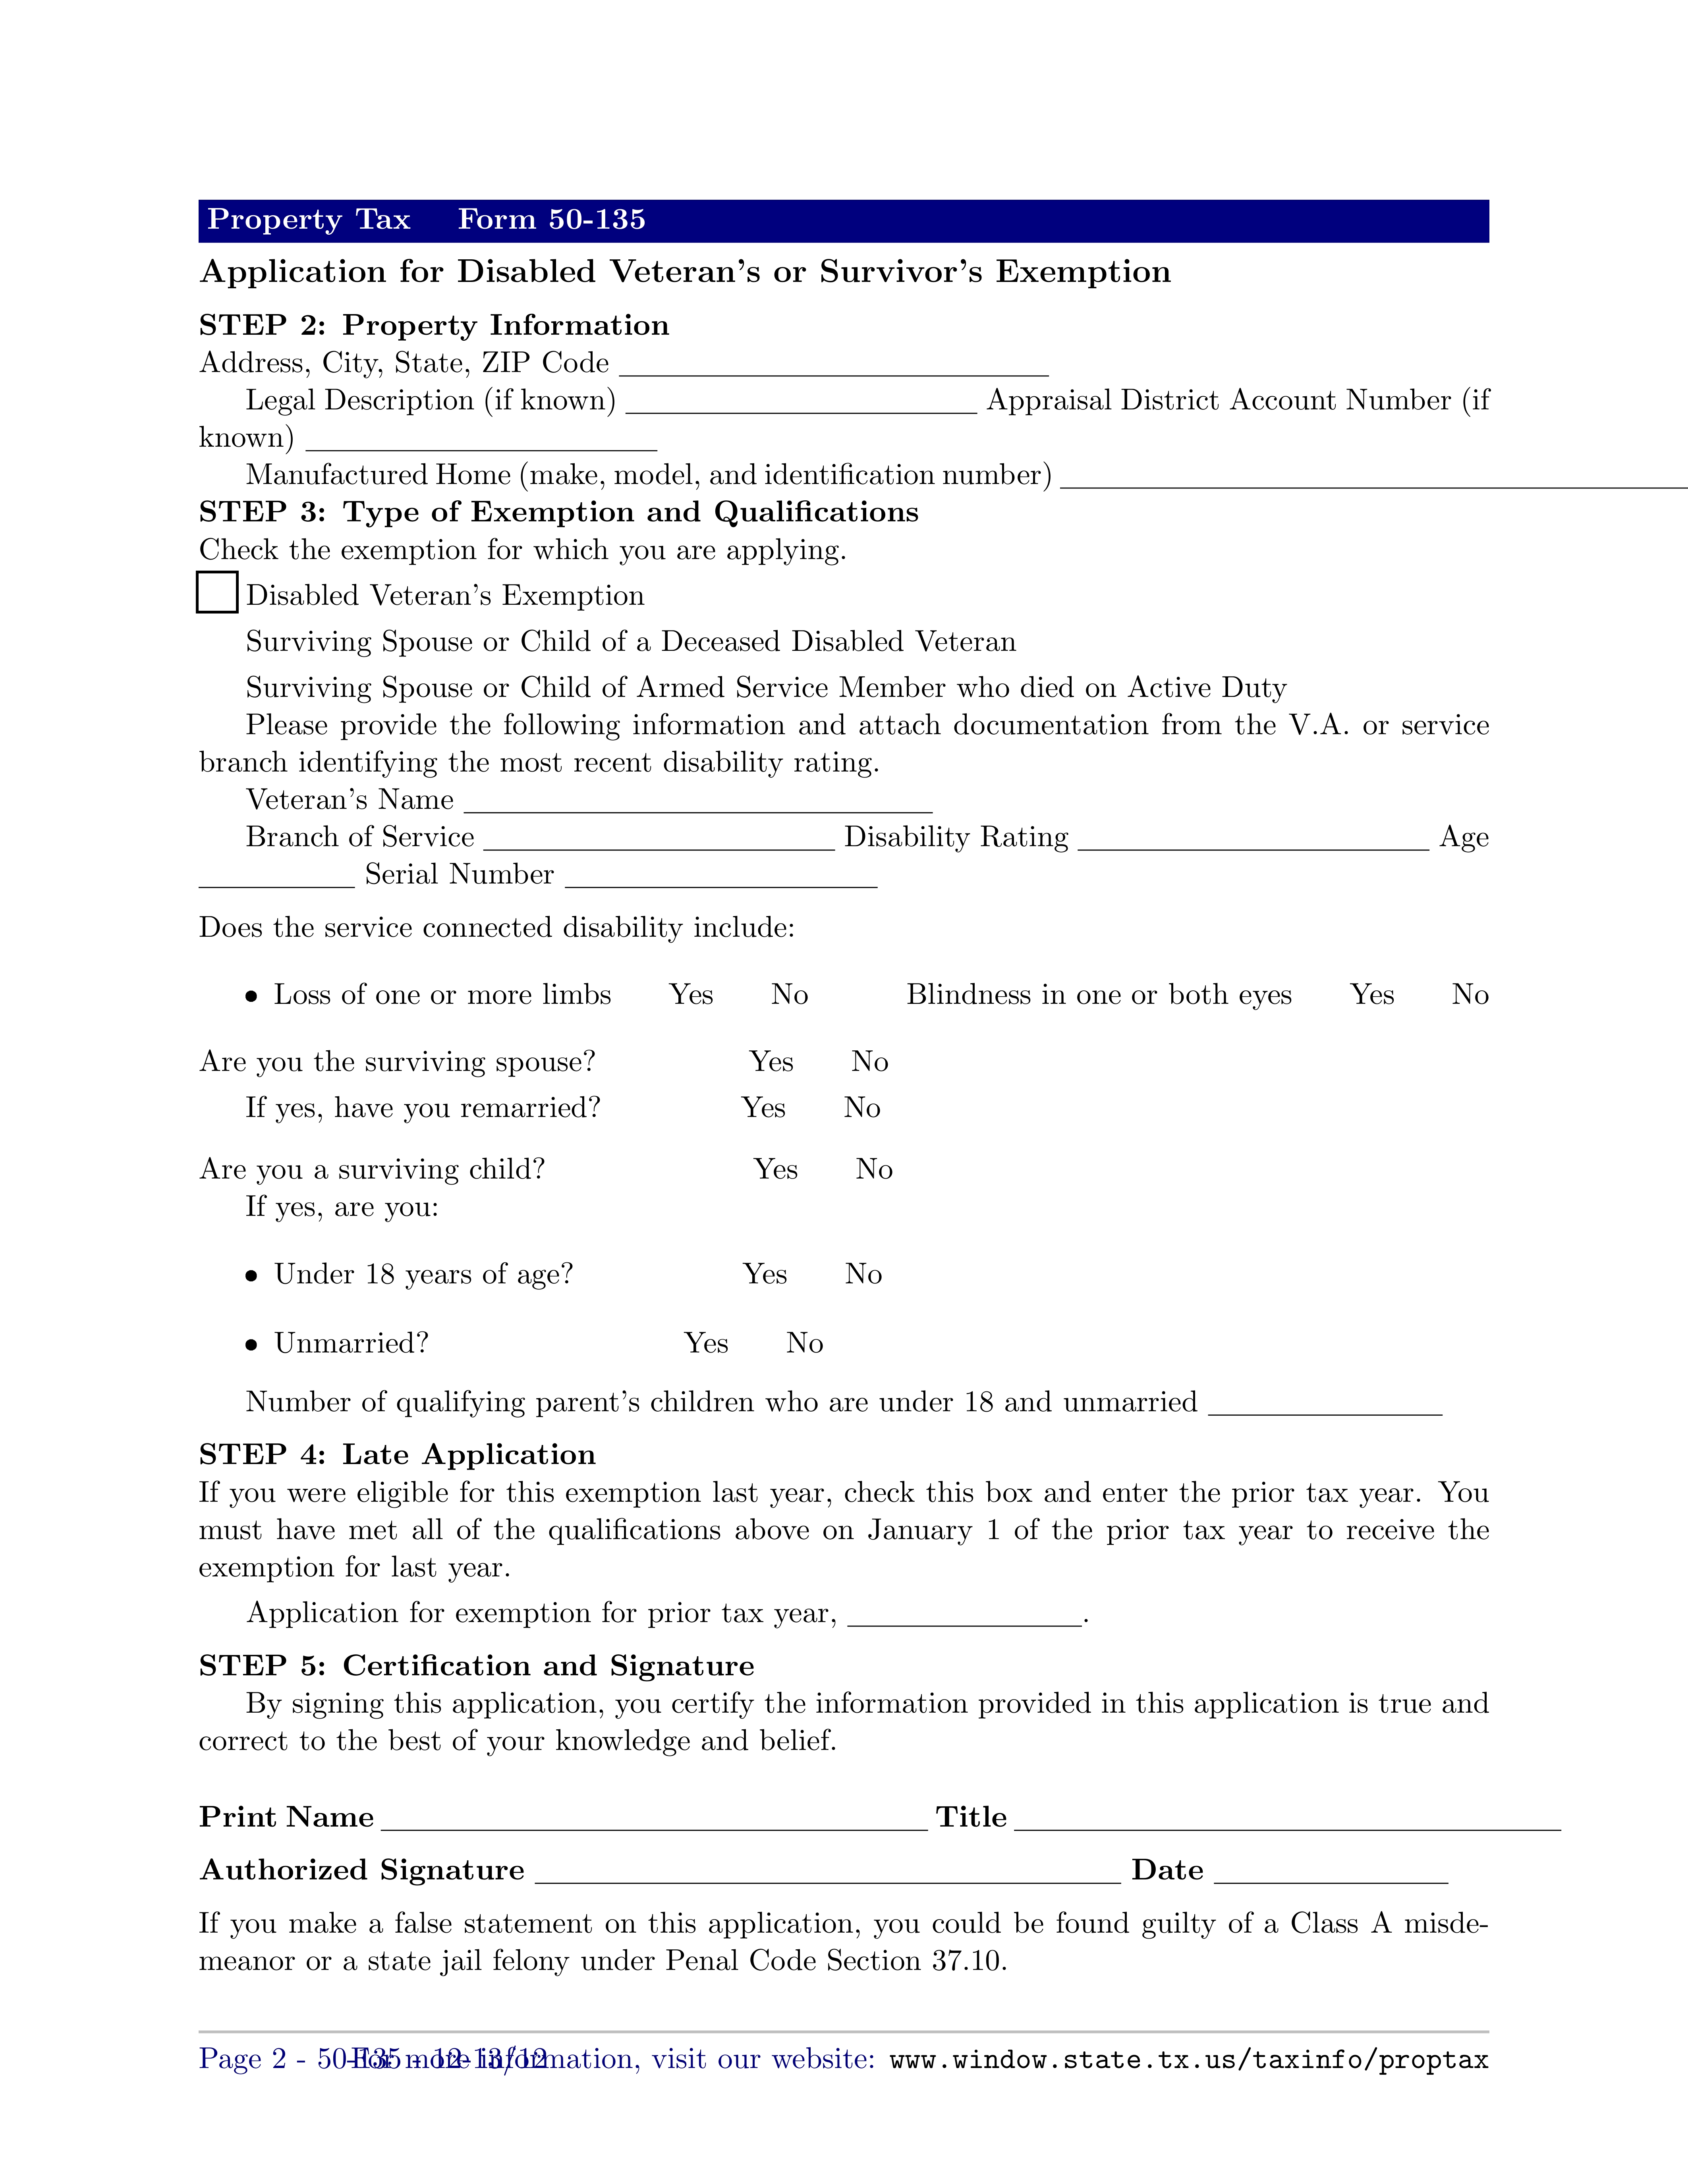 Property Tax Form 50-135
Application for Disabled Veteran's or Survivor's Exemption
STEP 2: Property Information
Address, City, State, ZIP Code
Legal Description (if known) Appraisal District Account Number (if
known)
Manufactured Home (make, model, and identification number)
STEP 3: Type of Exemption and Qualifications
Check the exemption for which you are applying.
Disabled Veteran's Exemption
Surviving Spouse or Child of a Deceased Disabled Veteran
Surviving Spouse or Child of Armed Service Member who died on Active Duty
Please provide the following information and attach documentation from the V.A. or service
branch identifying the most recent disability rating.
Veteran's Name
Branch of Service Disability Rating Age
Serial Number
Does the service connected disability include:
• Loss of one or more limbs Yes No Blindness in one or both eyes Yes No
Are you the surviving spouse? Yes No
If yes, have you remarried? Yes No
Are you a surviving child? Yes No
If yes, are you:
• Under 18 years of age? Yes No
• Unmarried? Yes No
Number of qualifying parent's children who are under 18 and unmarried
STEP 4: Late Application
If you were eligible for this exemption last year, check this box and enter the prior tax year. You
must have met all of the qualifications above on January 1 of the prior tax year to receive the
exemption for last year.
Application for exemption for prior tax year, .
STEP 5: Certification and Signature
By signing this application, you certify the information provided in this application is true and
correct to the best of your knowledge and belief.
Print Name Title
Authorized Signature Date
If you make a false statement on this application, you could be found guilty of a Class A misde-
meanor or a state jail felony under Penal Code Section 37.10.
Page 2 - 50-135 - 12-13/12 For more information, visit our website: www.window.state.tx.us/taxinfo/proptax